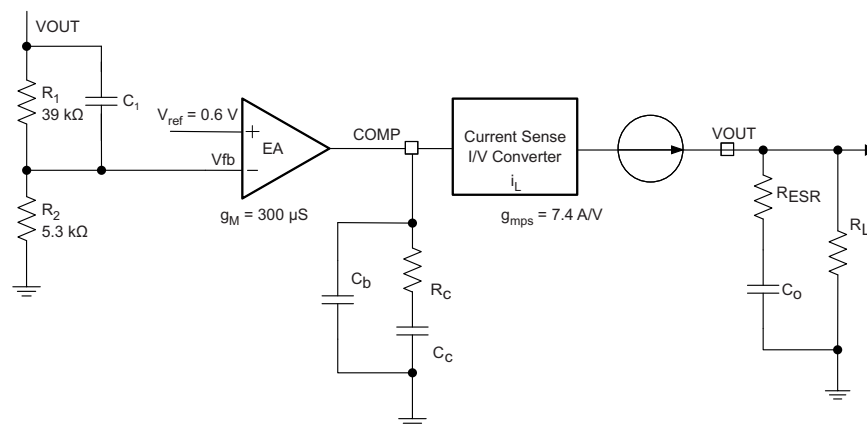 VOUT
R1
39 kΩ
C1
Vref = 0.6 V
+
EA
Vfb
−
gM = 300 µS
R2
5.3 kΩ
COMP
Cb
Rc
Cc
Current Sense
I/V Converter
iL
gmps = 7.4 A/V
VOUT
RESR
RL
Co